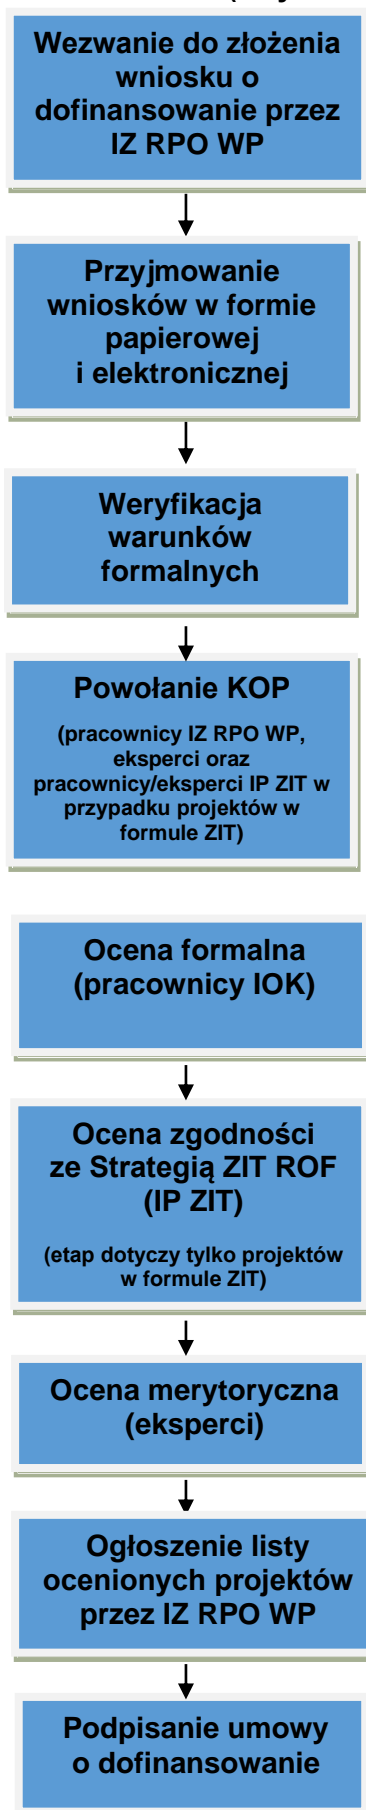 Wezwanie do złożenia
wniosku o
dofinansowanie przez
IZ RPO WP
Przyjmowanie
wniosków w formie
papierowej
i elektronicznej
Weryfikacja
warunków
formalnych
Powołanie KOP
(pracownicy IZ RPO WP,
eksperci oraz
pracownicy/eksperci IP ZIT w
przypadku projektów w
formule ZIT)
Ocena formalna
(pracownicy IOK)
Ocena zgodności
ze Strategią ZIT ROF
(IP ZIT)
(etap dotyczy tylko projektów
w formule ZIT)
Ocena merytoryczna
(eksperci)
Ogłoszenie listy
ocenionych projektów
przez IZ RPO WP
Podpisanie umowy
o dofinansowanie